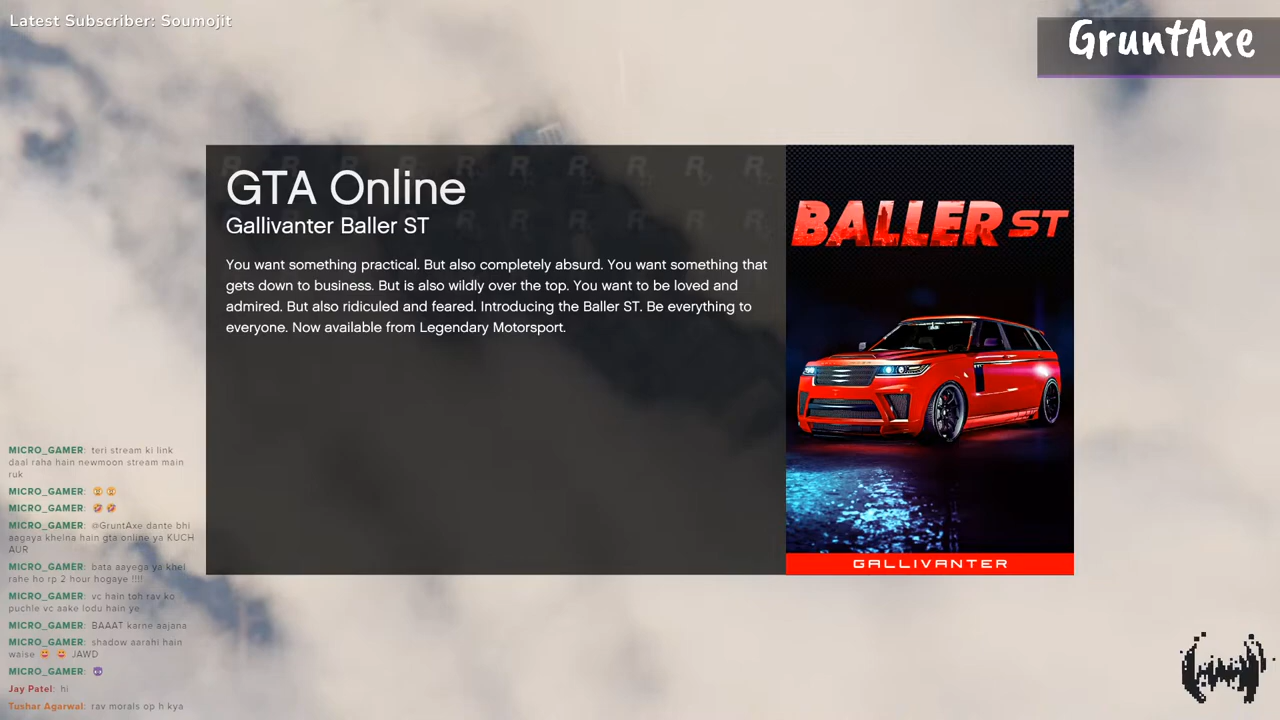 Latest Subscriber: Soumojit
GruntAxe
GTA Online
Gallivanter Baller ST
You want something practical. But also completely absurd. You want something that
gets down to business. But is also wildly over the top. You want to be loved and
admired. But also ridiculed and feared. Introducing the Baller ST. Be everything to
everyone. Now available from Legendary Motorsport.
BALLER ST
GALLIVANTER
MICRO_GAMER: teri stream ki link
daal raha hain newmoon stream main
ruk
MICRO_GAMER: 😫 😫
MICRO_GAMER: 🤣 🤣
MICRO_GAMER: @GruntAxe dante bhi
aagaya khelna hain gta online ya KUCH
AUR
MICRO_GAMER: bata aayega ya khel
rahe ho rp 2 hour hogaye !!!!
MICRO_GAMER: vc hain toh rav ko
puchle vc aake lodu hain ye
MICRO_GAMER: BAAAT karne aajana
MICRO_GAMER: shadow aarahi hain
waise 😍 😍 JAWD
MICRO_GAMER: 😈
Jay Patel: hi
Tushar Agarwal: rav morals op h kya